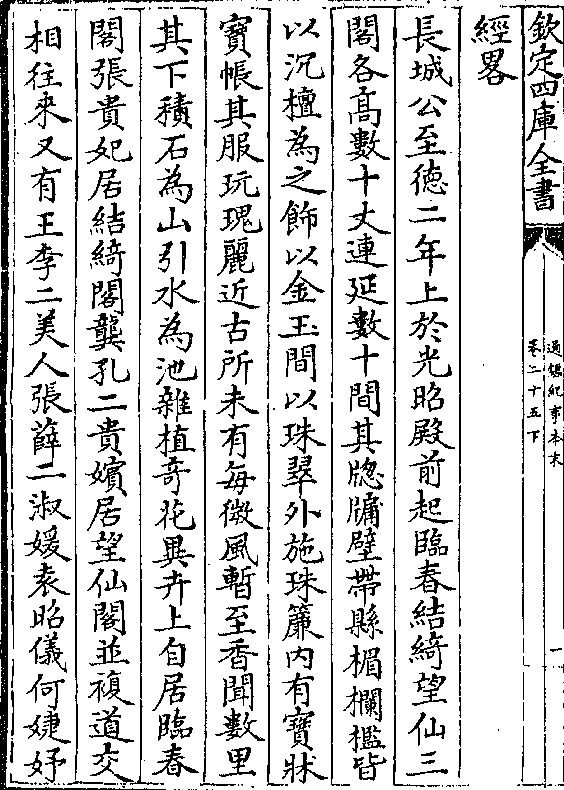 欽定四庫全書
通鑑紀事本末
卷二十五下
一
經畧
長城公至德二年上於光昭殿前起臨春結綺望仙三
閣各高數十丈連延數十間其牕牖壁帶縣楣欄檻皆
以沉檀為之飾以金玉間以珠翠外施珠簾内有寶牀
寶帳其服玩瑰麗近古所未有每微風暫至香聞數里
其下積石為山引水為池雜植奇花異卉上自居臨春
閣張貴妃居結綺閣龔孔二貴嬪居望仙閣並複道交
相往來又有王李二美人張薛二淑媛袁昭儀何婕妤